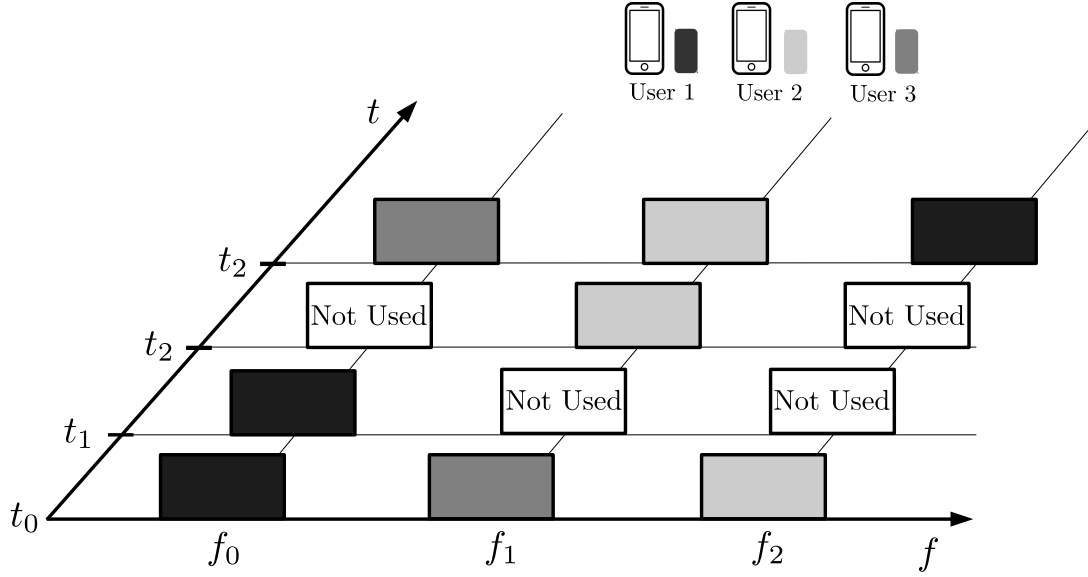 User 1 User 2 User 3
t
t₂
Not Used Not Used
t₂
Not Used Not Used
t₁
t₀
f₀ f₁ f₂ f